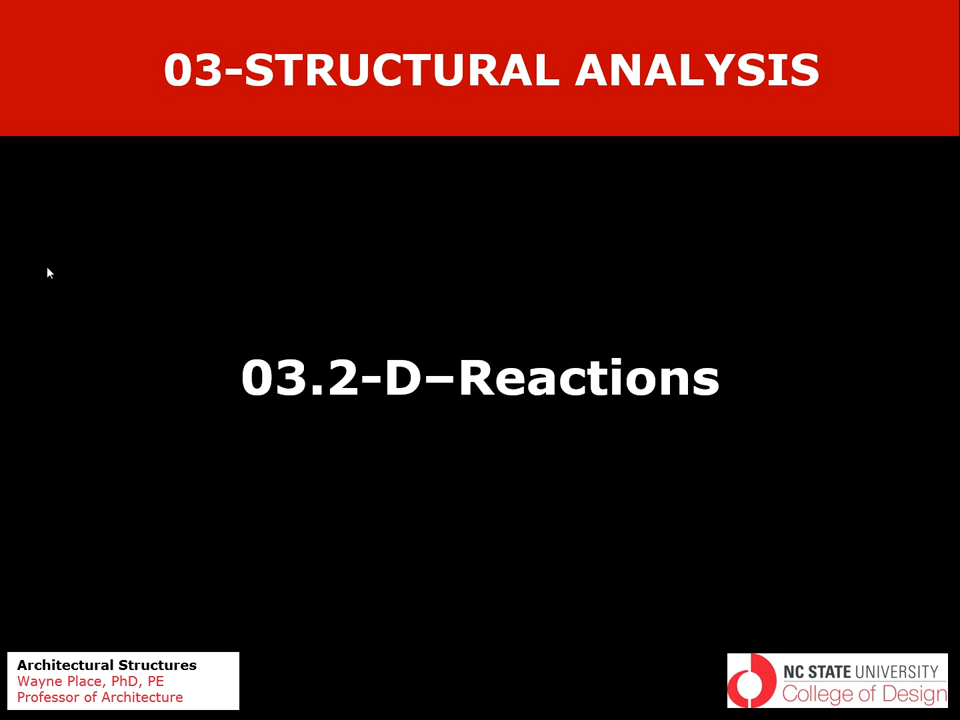 03-STRUCTURAL ANALYSIS
03.2-D–Reactions
Architectural Structures
Wayne Place, PhD, PE
Professor of Architecture
NC STATE UNIVERSITY
College of Design